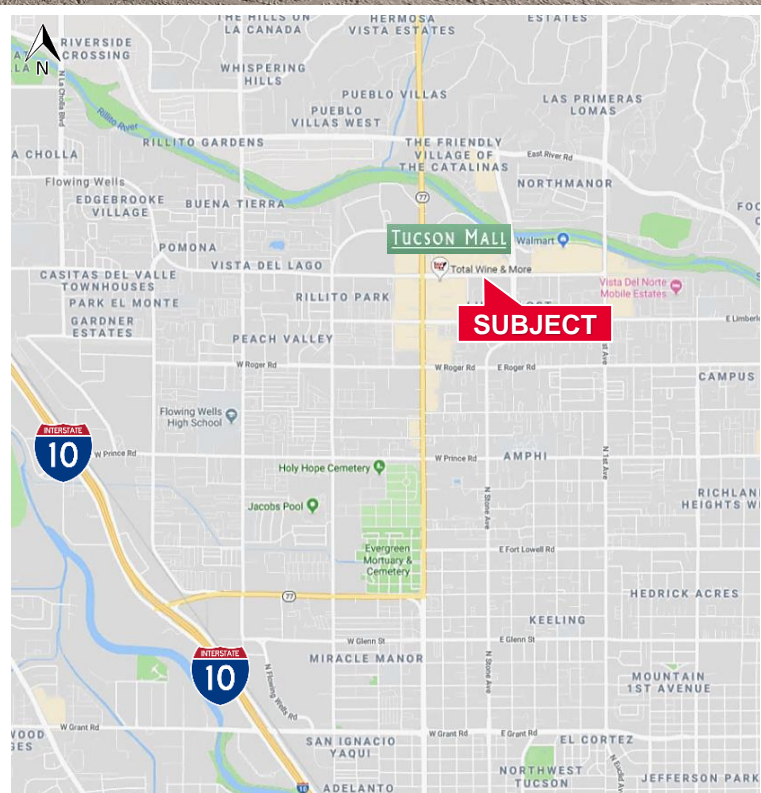 THE HILLS ON
LA CANADA
HERMOSA
VISTA ESTATES
ESTATES
N
RIVERSIDE
CROSSING
N La Cholla Blvd
WHISPERING
HILLS
PUEBLO VILLAS
PUEBLO
VILLAS WEST
LAS PRIMERAS
LOMAS
Rillito River
RILLITO GARDENS
THE FRIENDLY
VILLAGE OF
THE CATALINAS
East River Rd
A CHOLLA
Flowing Wells
EDGEBROOKE
VILLAGE
BUENA TIERRA
77
NORTHMANOR
TUCSON MALL
Walmart
POMONA
VISTA DEL LAGO
Total Wine & More
CASITAS DEL VALLE
TOWNHOUSES
Vista Del Norte
Mobile Estates
PARK EL MONTE
RILLITO PARK
GARDNER
ESTATES
SUBJECT
E Limberl
PEACH VALLEY
W Roger Rd
W Roger Rd
E Roger Rd
CAMPUS
Flowing Wells
High School
INTERSTATE
10
W Prince Rd
W Prince Rd
AMPHI
N 1st Ave
Holy Hope Cemetery
Jacobs Pool
N Stone Ave
RICHLAN
HEIGHTS W
Evergreen
Mortuary &
Cemetery
E Fort Lowell Rd
77
HEDRICK ACRES
KEELING
W Glenn St
E Glenn St
INTERSTATE
10
MIRACLE MANOR
N Flowing Wells Rd
N Stone Ave
MOUNTAIN
1ST AVENUE
W Grant Rd
W Grant Rd
E Grant Rd
SAN IGNACIO
YAQUI
EL CORTEZ
NORTHWEST
TUCSON
N Euclid
JEFFERSON PARK
10
ADELANTO